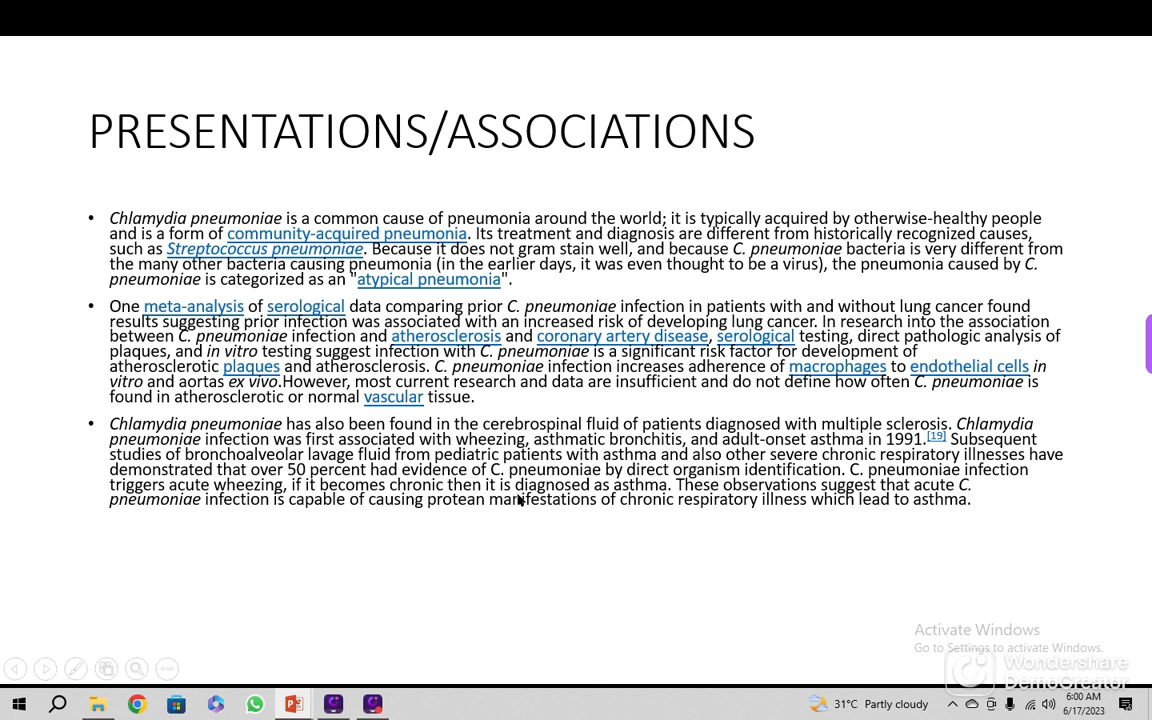 PRESENTATIONS/ASSOCIATIONS
• Chlamydia pneumoniae is a common cause of pneumonia around the world; it is typically acquired by otherwise-healthy people
and is a form of community-acquired pneumonia. Its treatment and diagnosis are different from historically recognized causes,
such as Streptococcus pneumoniae. Because it does not gram stain well, and because C. pneumoniae bacteria is very different from
the many other bacteria causing pneumonia (in the earlier days, it was even thought to be a virus), the pneumonia caused by C.
pneumoniae is categorized as an "atypical pneumonia".
• One meta-analysis of serological data comparing prior C. pneumoniae infection in patients with and without lung cancer found
results suggesting prior infection was associated with an increased risk of developing lung cancer. In research into the association
between C. pneumoniae infection and atherosclerosis and coronary artery disease, serological testing, direct pathologic analysis of
plaques, and in vitro testing suggest infection with C. pneumoniae is a significant risk factor for development of
atherosclerotic plaques and atherosclerosis. C. pneumoniae infection increases adherence of macrophages to endothelial cells in
vitro and aortas ex vivo.However, most current research and data are insufficient and do not define how often C. pneumoniae is
found in atherosclerotic or normal vascular tissue.
• Chlamydia pneumoniae has also been found in the cerebrospinal fluid of patients diagnosed with multiple sclerosis. Chlamydia
pneumoniae infection was first associated with wheezing, asthmatic bronchitis, and adult-onset asthma in 1991.[19] Subsequent
studies of bronchoalveolar lavage fluid from pediatric patients with asthma and also other severe chronic respiratory illnesses have
demonstrated that over 50 percent had evidence of C. pneumoniae by direct organism identification. C. pneumoniae infection
triggers acute wheezing, if it becomes chronic then it is diagnosed as asthma. These observations suggest that acute C.
pneumoniae infection is capable of causing protean manifestations of chronic respiratory illness which lead to asthma.
Activate Windows
Go to Settings to activate Windows.
Wondershare
DemoCreator
31°C Partly cloudy
6:00 AM
6/17/2023